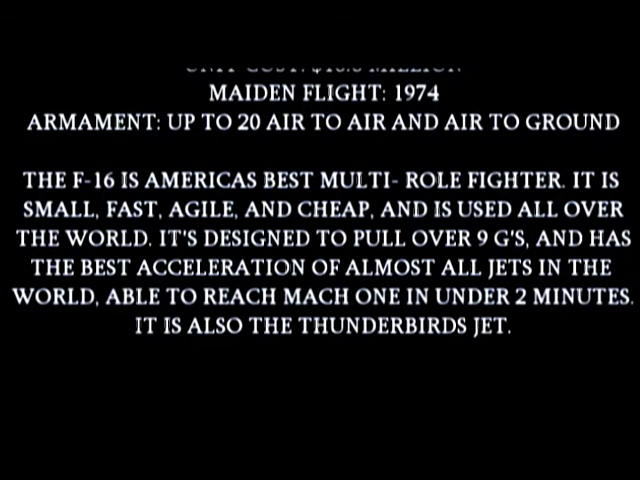 MAIDEN FLIGHT: 1974
ARMAMENT: UP TO 20 AIR TO AIR AND AIR TO GROUND
THE F-16 IS AMERICAS BEST MULTI- ROLE FIGHTER. IT IS
SMALL, FAST, AGILE, AND CHEAP, AND IS USED ALL OVER
THE WORLD. IT'S DESIGNED TO PULL OVER 9 G'S, AND HAS
THE BEST ACCELERATION OF ALMOST ALL JETS IN THE
WORLD, ABLE TO REACH MACH ONE IN UNDER 2 MINUTES.
IT IS ALSO THE THUNDERBIRDS JET.